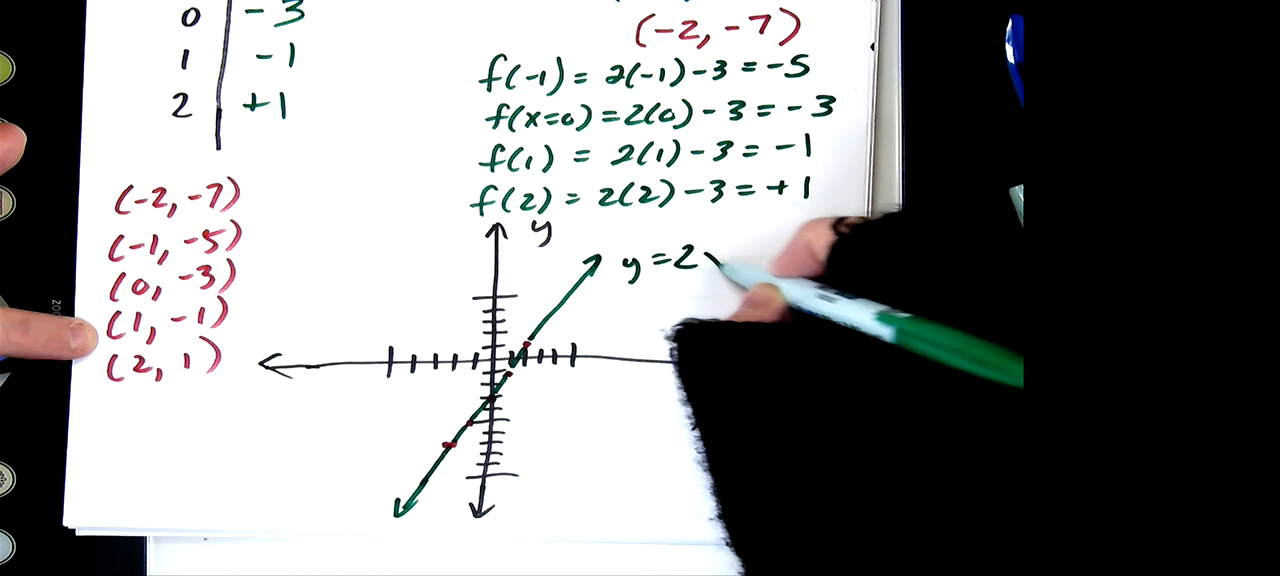 0 -3
1 -1
2 +1
(-2, -7)
f(-1) = 2(-1)-3 = -5
f(x=0) = 2(0) - 3 = -3
f(1) = 2(1) - 3 = -1
f(2) = 2(2) - 3 = +1
(-2, -7)
(-1, -5)
(0, -3)
(1, -1)
(2, 1)
y
y = 2